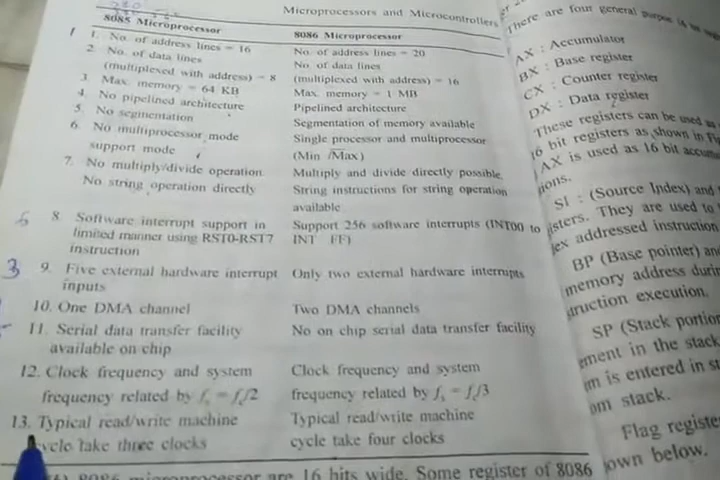 Microprocessors and Microcontrollers
8085 Microprocessor 8086 Microprocessor
1. No. of address lines = 16 No. of address lines = 20
2. No. of data lines No. of data lines
(multiplexed with address) = 8 (multiplexed with address) = 16
3 Max. memory = 64 KB Max. memory = 1 MB
4. No pipelined architecture Pipelined architecture
5. No segmentation Segmentation of memory available
6. No multiprocessor mode Single processor and multiprocessor
support mode (Min /Max)
7. No multiply/divide operation Multiply and divide directly possible.
No string operation directly String instructions for string operation
available
8. Software interrupt support in Support 256 software interrupts (INT00 to
limited manner using RST0-RST7 INT FF)
instruction
3 9. Five external hardware interrupt Only two external hardware interrupts
inputs
10. One DMA channel Two DMA channels
11. Serial data transfer facility No on chip serial data transfer facility
available on chip
12. Clock frequency and system Clock frequency and system
frequency related by Clock frequency related by
13. Typical read/write machine Typical read/write machine
cycle take three clocks cycle take four clocks
8086 microprocessor are 16 bits wide. Some register of 8086
There are four general
AX : Accumulator
BX : Base register
CX : Counter register
DX : Data register
These registers can be used as
16 bit registers as shown in
AX is used as 16 bit
SI : (Source Index) and
They are used to
addressed instruction
BP (Base pointer) and
memory address
execution.
SP (Stack
in the stack
is entered in
stack.
Flag
below.